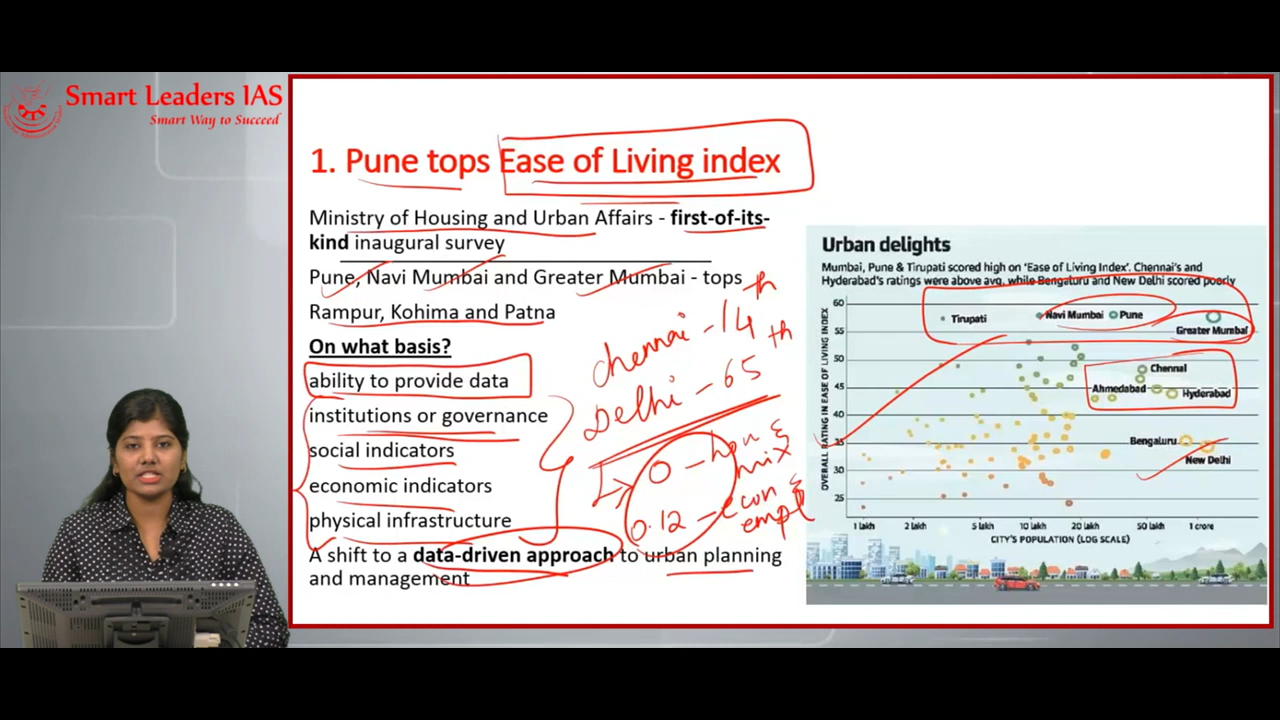 Smart Leaders IAS
Smart Way to Succeed
1. Pune tops Ease of Living index
Ministry of Housing and Urban Affairs - first-of-its-
kind inaugural survey
Pune, Navi Mumbai and Greater Mumbai - tops
Rampur, Kohima and Patna
On what basis?
ability to provide data
institutions or governance
social indicators
economic indicators
physical infrastructure
A shift to a data-driven approach to urban planning
and management
Chennai - 14th
Delhi - 65th
0 - hou &
0.12 - econ &
empl
Urban delights
Mumbai, Pune & Tirupati scored high on 'Ease of Living Index'. Chennai's and
Hyderabad's ratings were above avg, while Bengaluru and New Delhi scored poorly
OVERALL RATING IN EASE OF LIVING INDEX
60
55
50
45
40
35
30
25
Tirupati
Navi Mumbai
Pune
Greater Mumbai
Chennai
Ahmedabad
Hyderabad
Bengaluru
New Delhi
1 lakh 2 lakh 5 lakh 10 lakh 20 lakh 50 lakh 1 crore
CITY'S POPULATION (LOG SCALE)